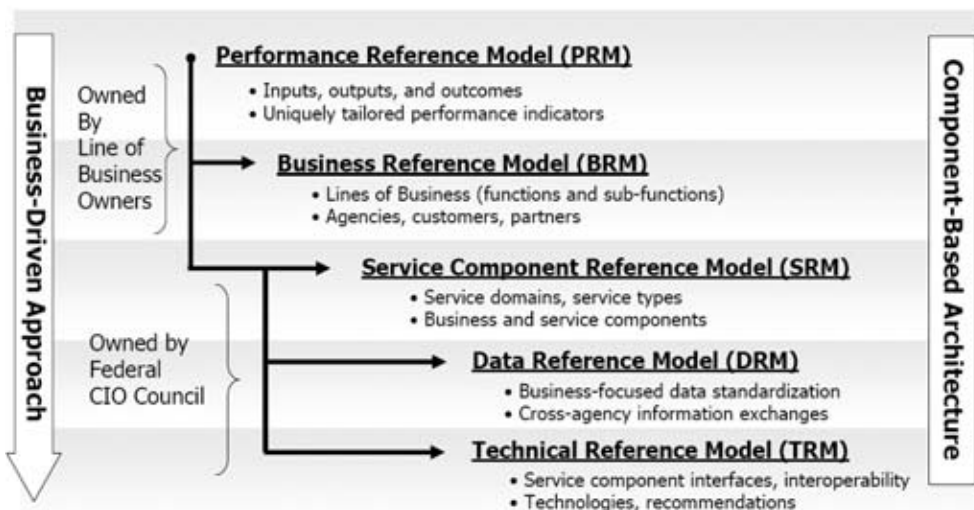 Business-Driven Approach
Owned
By
Line of
Business
Owners
Performance Reference Model (PRM)
• Inputs, outputs, and outcomes
• Uniquely tailored performance indicators
Business Reference Model (BRM)
• Lines of Business (functions and sub-functions)
• Agencies, customers, partners
Service Component Reference Model (SRM)
• Service domains, service types
• Business and service components
Owned by
Federal
CIO Council
Data Reference Model (DRM)
• Business-focused data standardization
• Cross-agency information exchanges
Technical Reference Model (TRM)
• Service component interfaces, interoperability
• Technologies, recommendations
Component-Based Architecture